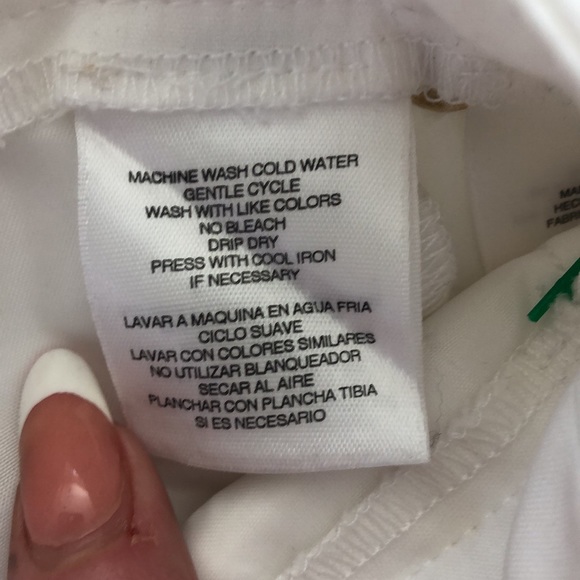 MACHINE WASH COLD WATER
GENTLE CYCLE
WASH WITH LIKE COLORS
NO BLEACH
DRIP DRY
PRESS WITH COOL IRON
IF NECESSARY
LAVAR A MAQUINA EN AGUA FRIA
CICLO SUAVE
LAVAR CON COLORES SIMILARES
NO UTILIZAR BLANQUEADOR
SECAR AL AIRE
PLANCHAR CON PLANCHA TIBIA
SI ES NECESARIO